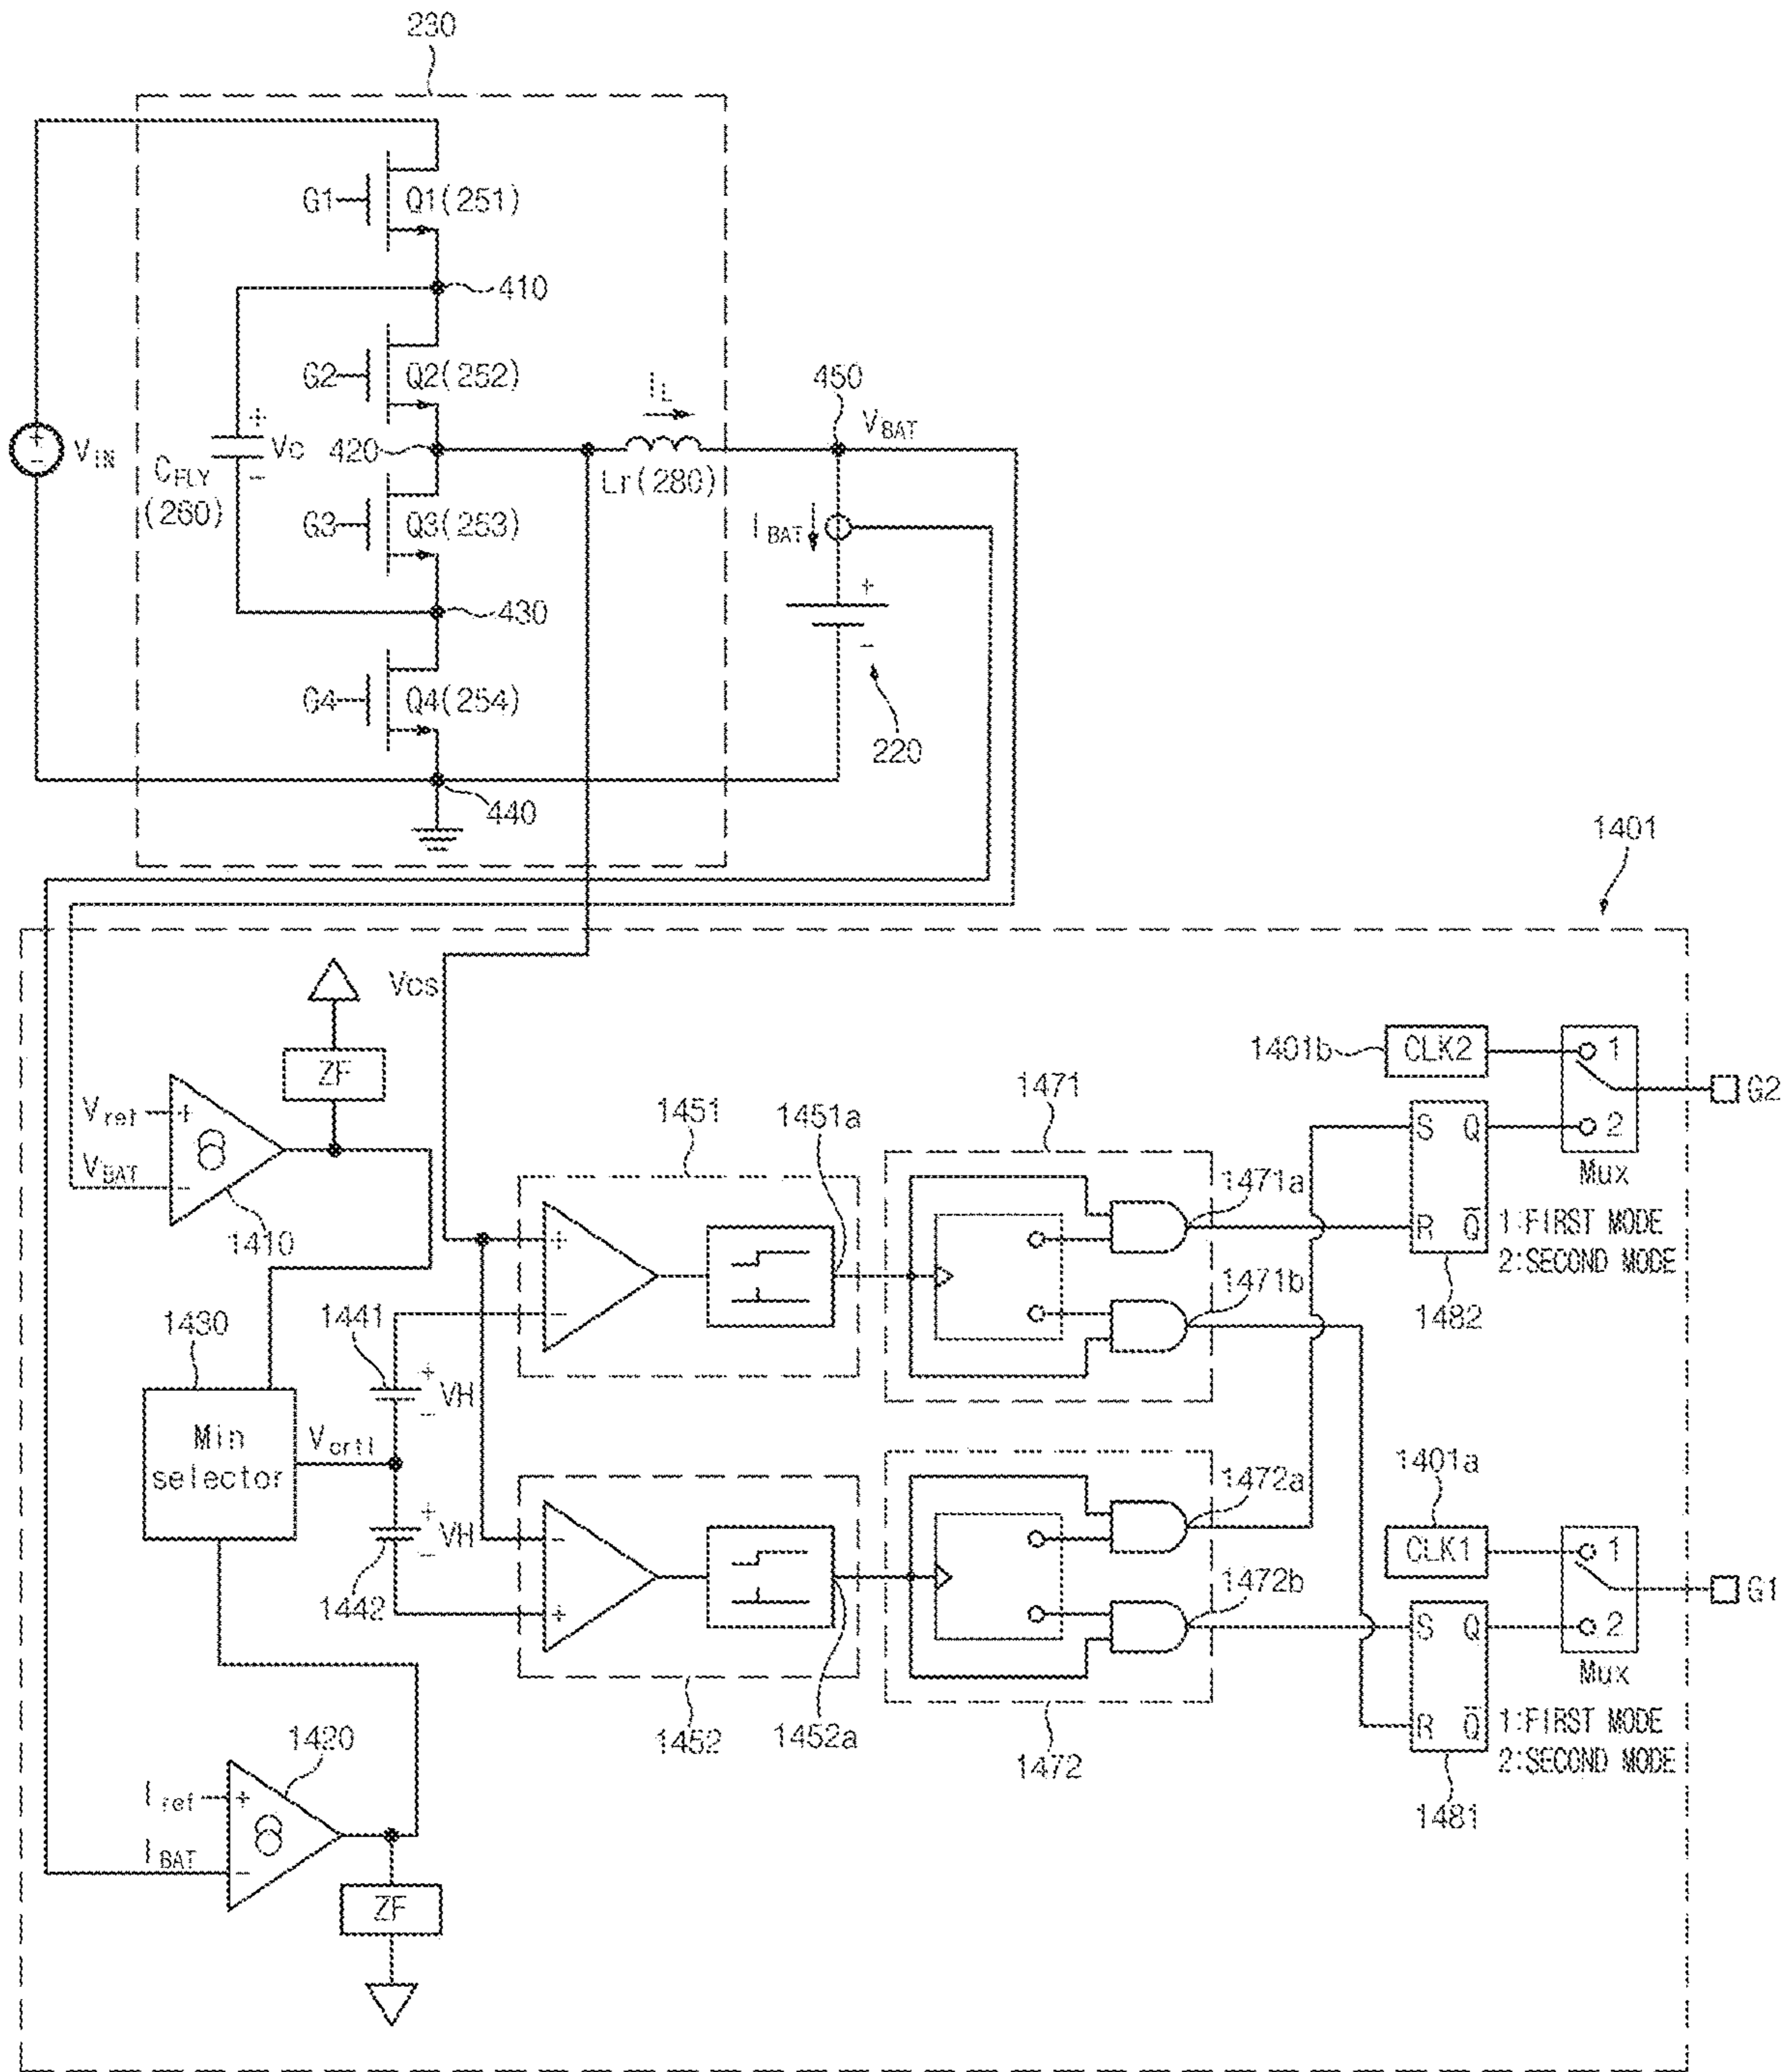 230
G1
Q1(251)
410
G2
Q2(252)
+
Vc
−
CFLY
(260)
420
IL
Lr(280)
450
VBAT
+
−
VIN
G3
Q3(253)
IBAT
+
−
430
G4
Q4(254)
220
440
1401
Vcs
ZF
Vref
+
VBAT
−
1410
1401b
CLK2
1
2
Mux
G2
1:FIRST MODE
2:SECOND MODE
S Q
R Q̅
1482
1451
1451a
+
−
1471
1471a
1471b
1430
Min
selector
Vcrtl
1441
+
VH
−
+
VH
−
1442
−
+
1452
1452a
1472a
1472b
1472
1401a
CLK1
1
2
Mux
G1
1:FIRST MODE
2:SECOND MODE
S Q
R Q̅
1481
1420
Iref
+
IBAT
−
ZF